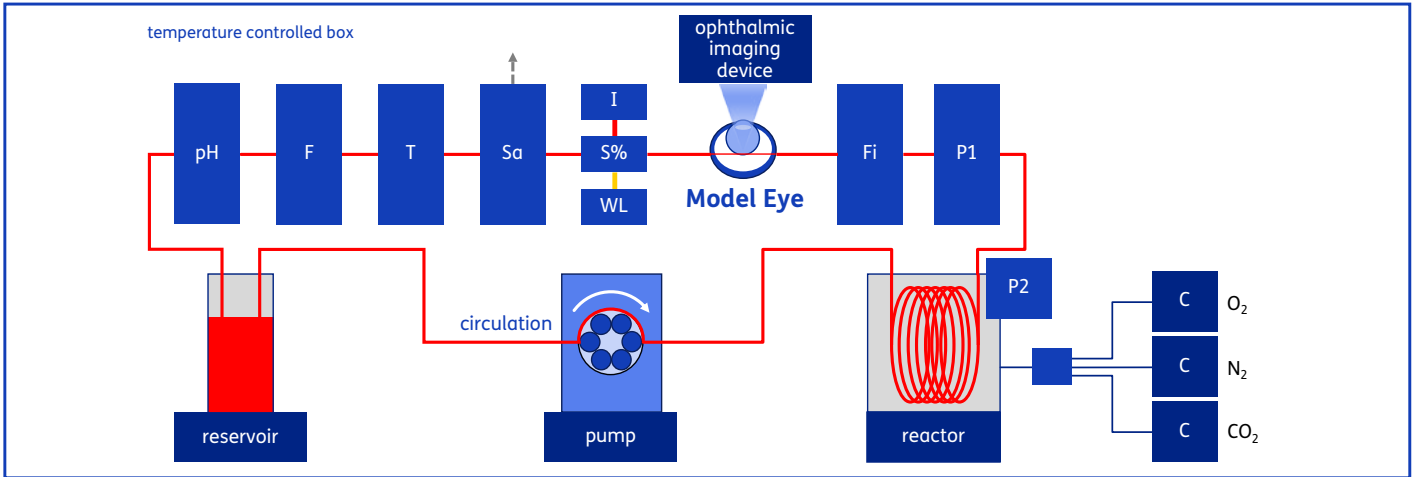 temperature controlled box
ophthalmic
imaging
device
pH
F
T
Sa
I
S%
WL
Model Eye
Fi
P1
P2
circulation
C
O₂
C
N₂
C
CO₂
reservoir
pump
reactor